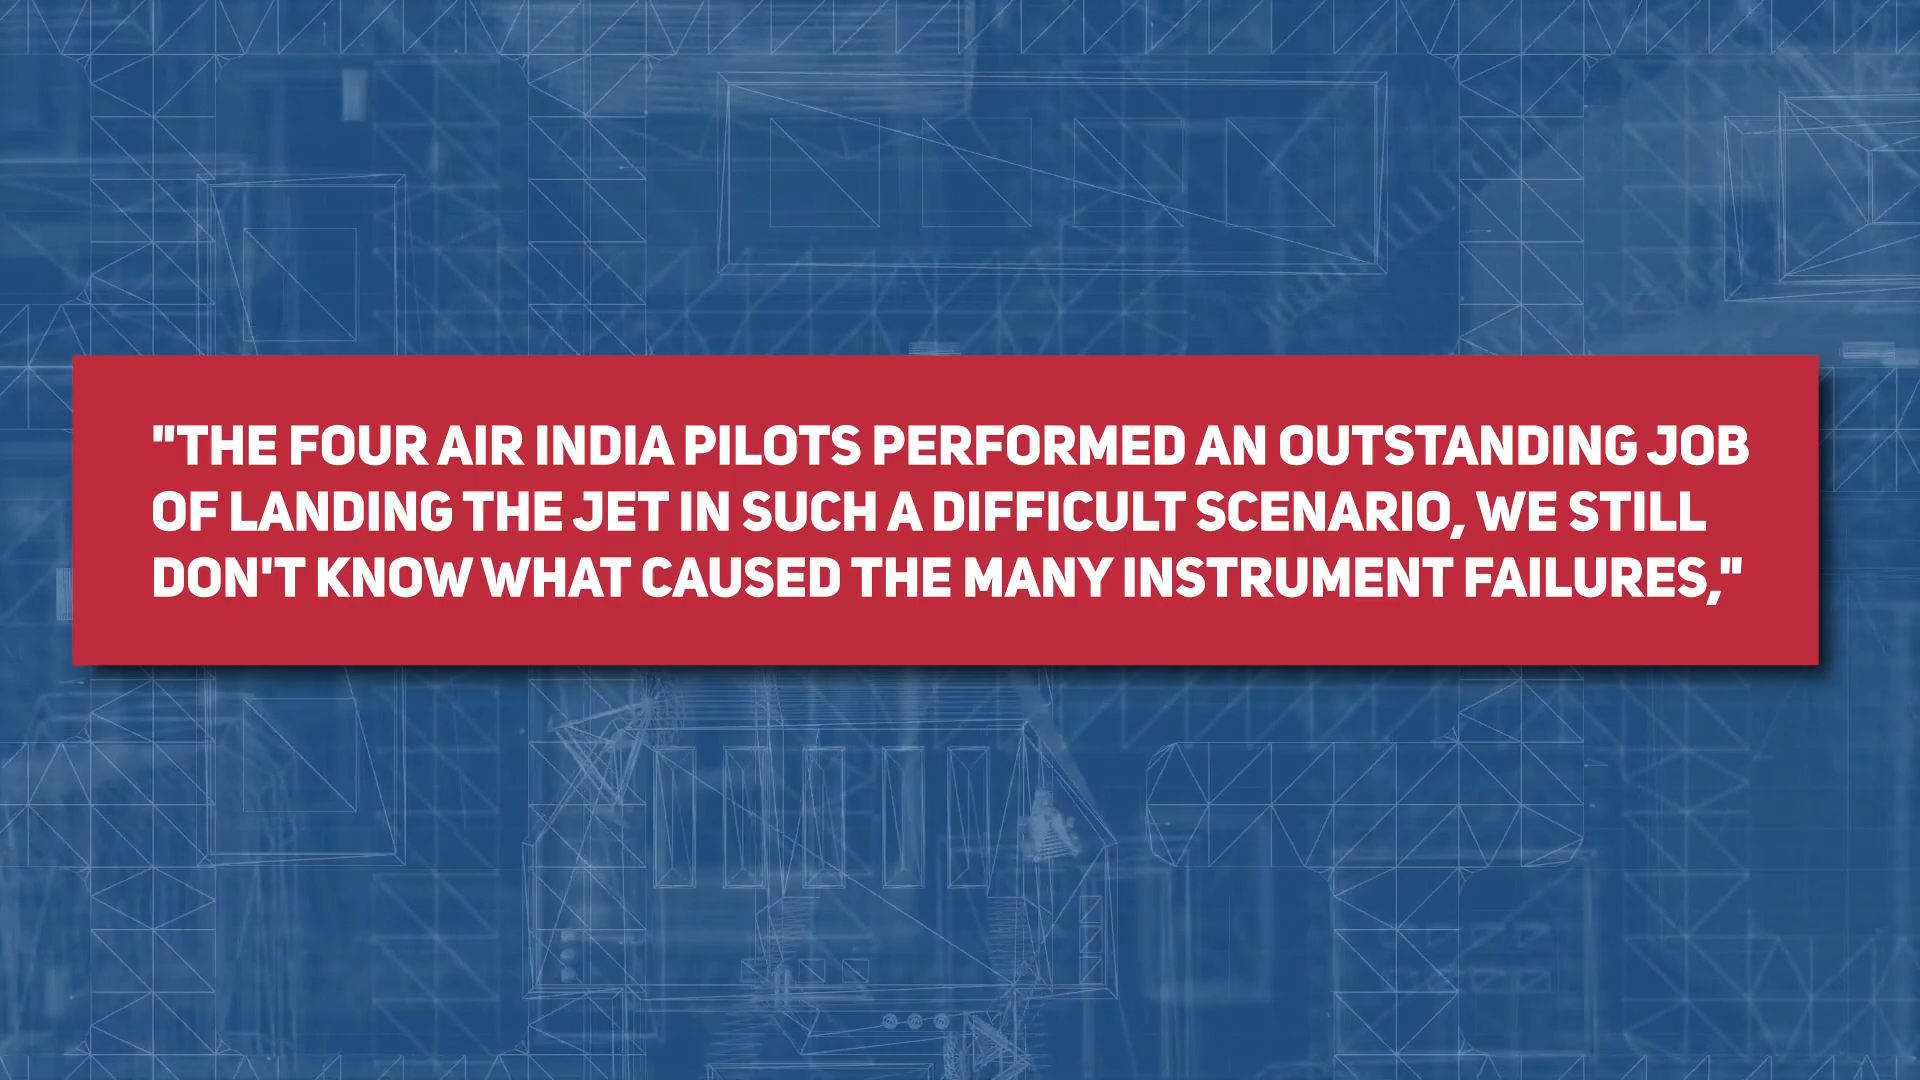 "THE FOUR AIR INDIA PILOTS PERFORMED AN OUTSTANDING JOB
OF LANDING THE JET IN SUCH A DIFFICULT SCENARIO, WE STILL
DON'T KNOW WHAT CAUSED THE MANY INSTRUMENT FAILURES,"